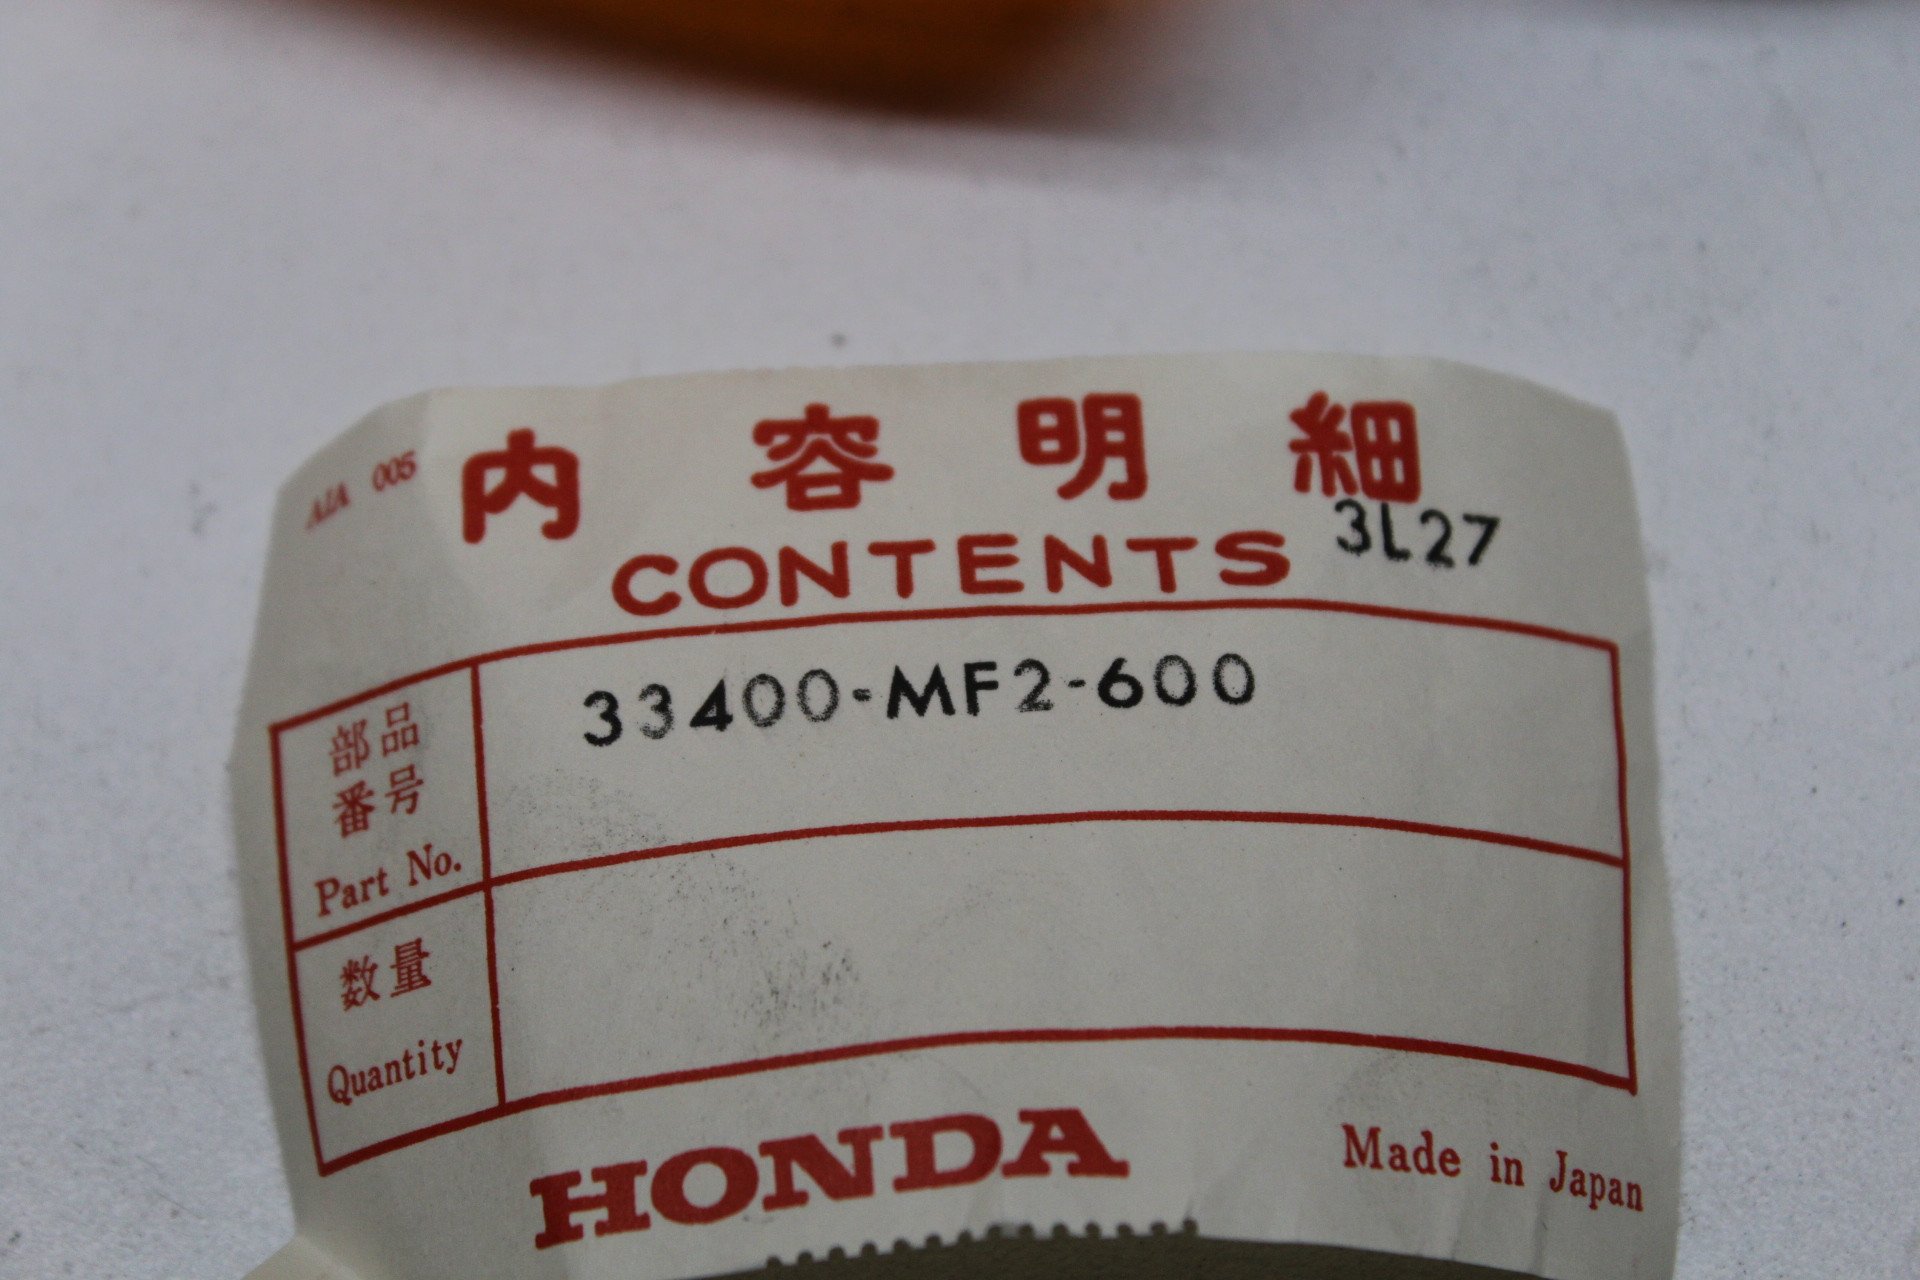 AIA 005
内容明細
CONTENTS 3L27
部品
番号
Part No.
33400-MF2-600
数量
Quantity
HONDA
Made in Japan